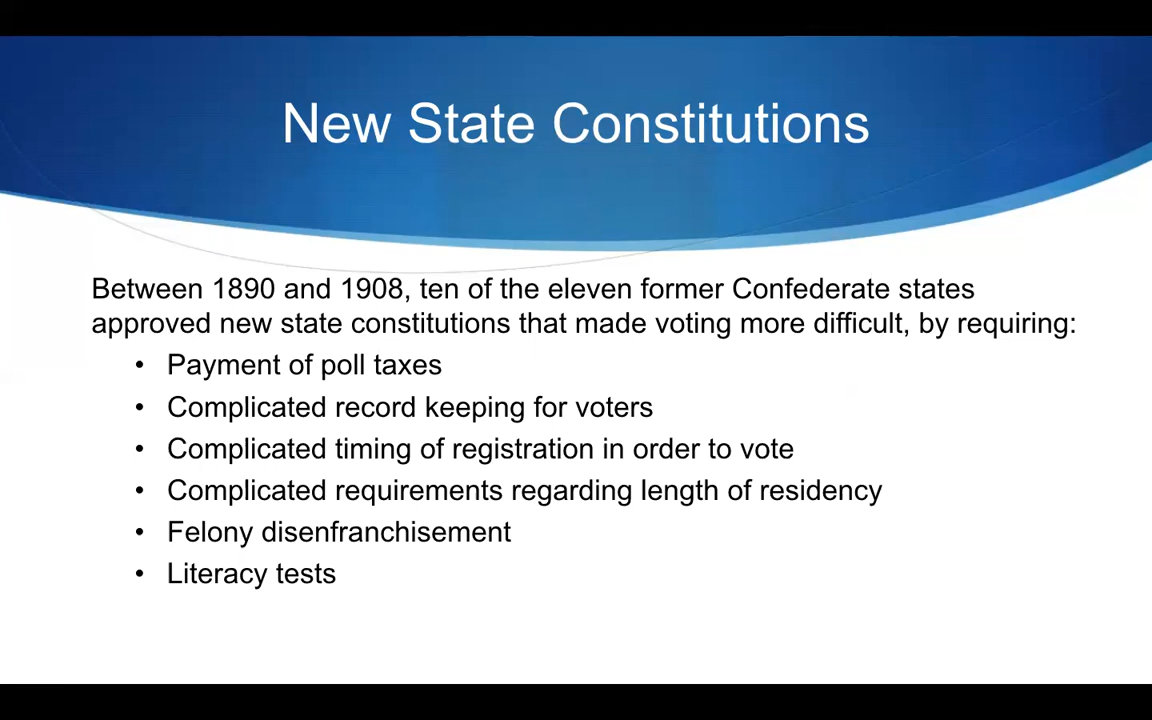 New State Constitutions
Between 1890 and 1908, ten of the eleven former Confederate states
approved new state constitutions that made voting more difficult, by requiring:
• Payment of poll taxes
• Complicated record keeping for voters
• Complicated timing of registration in order to vote
• Complicated requirements regarding length of residency
• Felony disenfranchisement
• Literacy tests